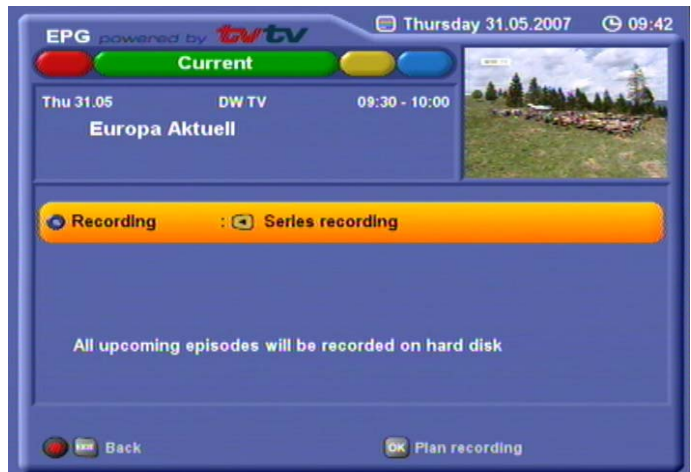 EPG powered by tvtv
Thursday 31.05.2007 09:42
Current
Thu 31.05 DW TV 09:30 - 10:00
Europa Aktuell
Recording : Series recording
All upcoming episodes will be recorded on hard disk
EXIT Back
OK Plan recording